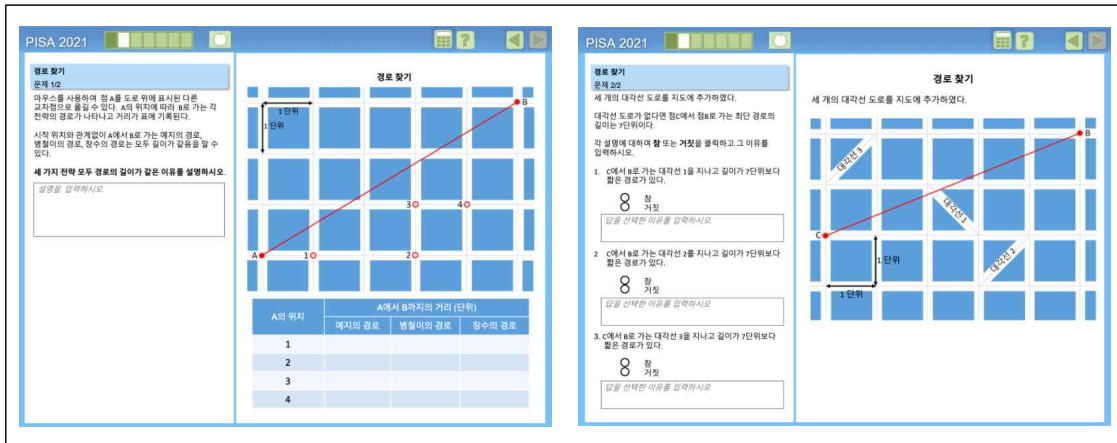 PISA 2021
경로 찾기
문제 1/2
마우스를 사용하여 점 A를 도로 위에 표시된 다른
교차점으로 옮길 수 있다. A의 위치에 따라 B로 가는 각
전략의 경로가 나타나고 거리가 표에 기록된다.
시작 위치와 관계없이 A에서 B로 가는 예지의 경로,
병철이의 경로, 창수의 경로는 모두 길이가 같음을 알 수
있다.
세 가지 전략 모두 경로의 길이가 같은 이유를 설명하시오.
설명을 입력하시오.
경로 찾기
B
1 단위
1 단위
3
4
A
1
2
A의 위치
A에서 B까지의 거리 (단위)
예지의 경로
병철이의 경로
창수의 경로
1
2
3
4
PISA 2021
경로 찾기
문제 2/2
세 개의 대각선 도로를 지도에 추가하였다.
대각선 도로가 없다면 점C에서 점B로 가는 최단 경로의
길이는 7단위이다.
각 설명에 대하여 참 또는 거짓을 클릭하고 그 이유를
입력하시오.
1. C에서 B로 가는 대각선 1을 지나고 길이가 7단위보다
짧은 경로가 있다.
참
거짓
답을 선택한 이유를 입력하시오
2 C에서 B로 가는 대각선 2를 지나고 길이가 7단위보다
짧은 경로가 있다.
참
거짓
답을 선택한 이유를 입력하시오
3. C에서 B로 가는 대각선 3을 지나고 길이가 7단위보다
짧은 경로가 있다.
참
거짓
답을 선택한 이유를 입력하시오
경로 찾기
세 개의 대각선 도로를 지도에 추가하였다.
B
대각선 3
대각선 1
C
대각선 2
1 단위
1 단위